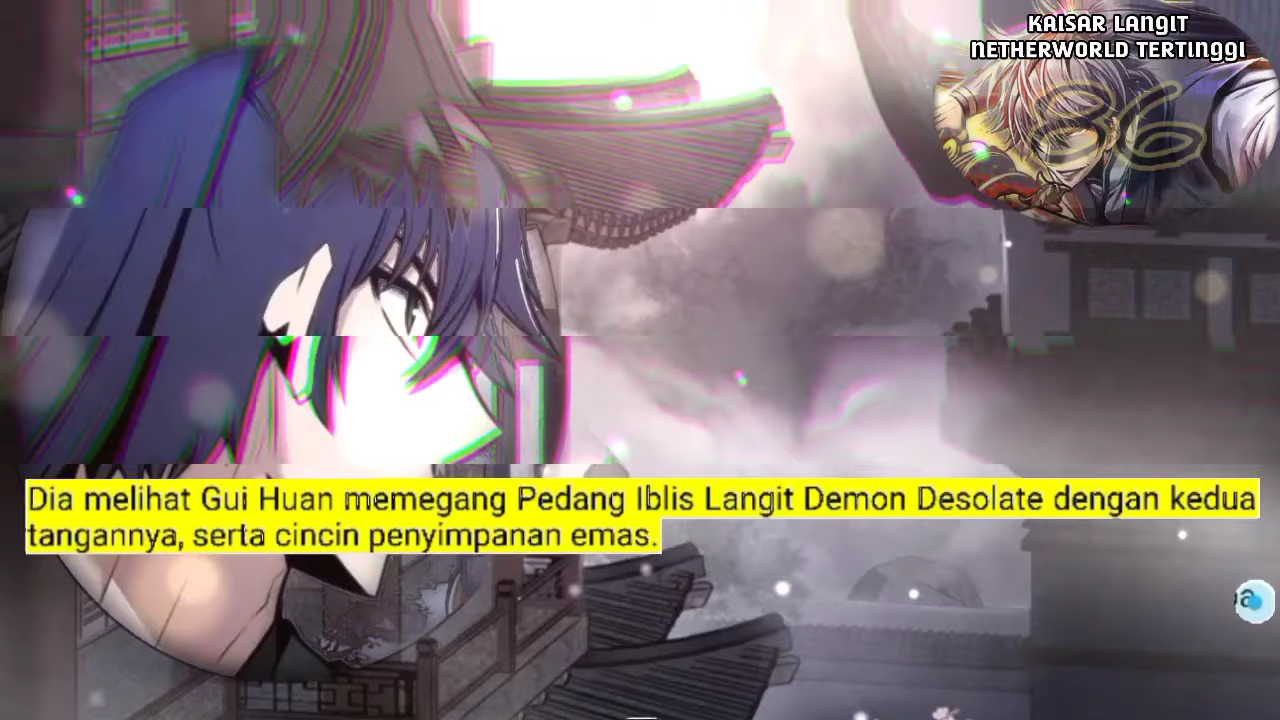 KAISAR LANGIT
NETHERWORLD TERTINGGI
86
Dia melihat Gui Huan memegang Pedang Iblis Langit Demon Desolate dengan kedua
tangannya, serta cincin penyimpanan emas.